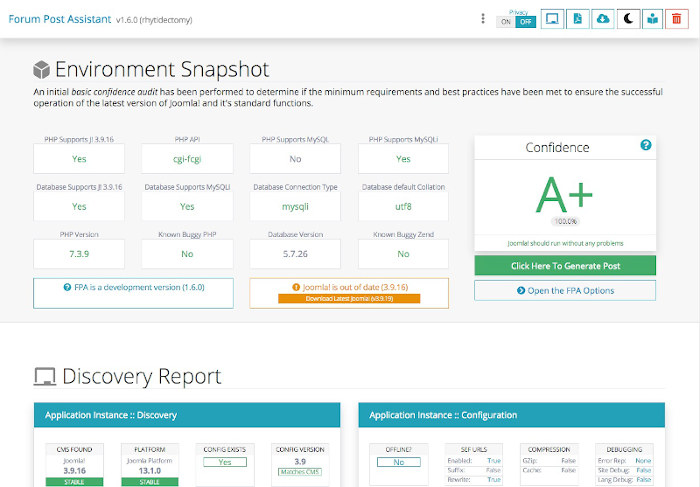 Forum Post Assistant v1.6.0 (rhytidectomy)
Privacy
ON OFF
Environment Snapshot
An initial basic confidence audit has been performed to determine if the minimum requirements and best practices have been met to ensure the successful
operation of the latest version of Joomla! and it's standard functions.
PHP Supports J! 3.9.16
Yes
PHP API
cgi-fcgi
PHP Supports MySQL
No
PHP Supports MySQLi
Yes
Database Supports J! 3.9.16
Yes
Database Supports MySQLi
Yes
Database Connection Type
mysqli
Database default Collation
utf8
PHP Version
7.3.9
Known Buggy PHP
No
Database Version
5.7.26
Known Buggy Zend
No
FPA is a development version (1.6.0)
Joomla! is out of date (3.9.16)
Download Latest Joomla! (v3.9.19)
Confidence
A+
100.0%
Joomla! should run without any problems
Click Here To Generate Post
Open the FPA Options
Discovery Report
Application Instance :: Discovery
CMS FOUND
Joomla!
3.9.16
STABLE
PLATFORM
Joomla Platform
13.1.0
STABLE
CONFIG EXISTS
Yes
CONFIG VERSION
3.9
Matches CMS
Application Instance :: Configuration
OFFLINE?
No
SEF URLS
Enabled: True
Suffix: False
Rewrite: True
COMPRESSION
GZip: False
Cache: False
DEBUGGING
Error Rep: None
Site Debug: False
Lang Debug: False